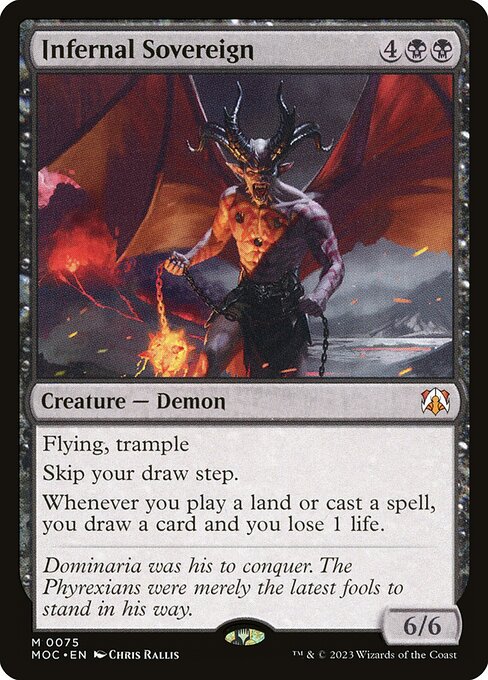 Infernal Sovereign 4
Creature — Demon
Flying, trample
Skip your draw step.
Whenever you play a land or cast a spell,
you draw a card and you lose 1 life.
Dominaria was his to conquer. The
Phyrexians were merely the latest fools to
stand in his way.
6/6
M 0075
MOC • EN Chris Rallis ™ & © 2023 Wizards of the Coast